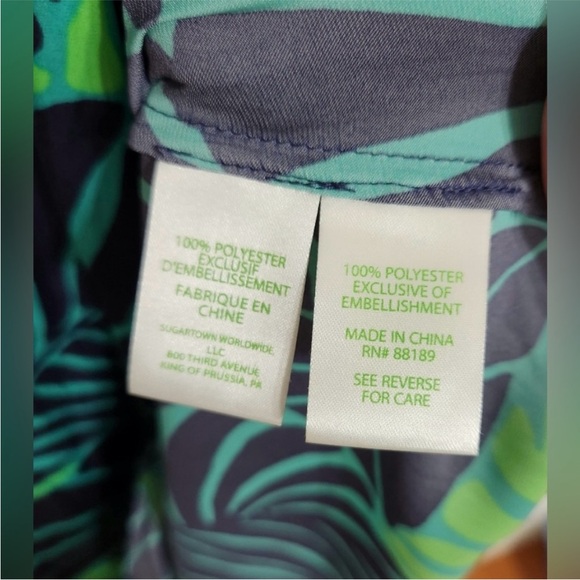 100% POLYESTER
EXCLUSIF
D'EMBELLISSEMENT
FABRIQUE EN
CHINE
SUGARTOWN WORLDWIDE,
LLC
800 THIRD AVENUE
KING OF PRUSSIA, PA
100% POLYESTER
EXCLUSIVE OF
EMBELLISHMENT
MADE IN CHINA
RN# 88189
SEE REVERSE
FOR CARE